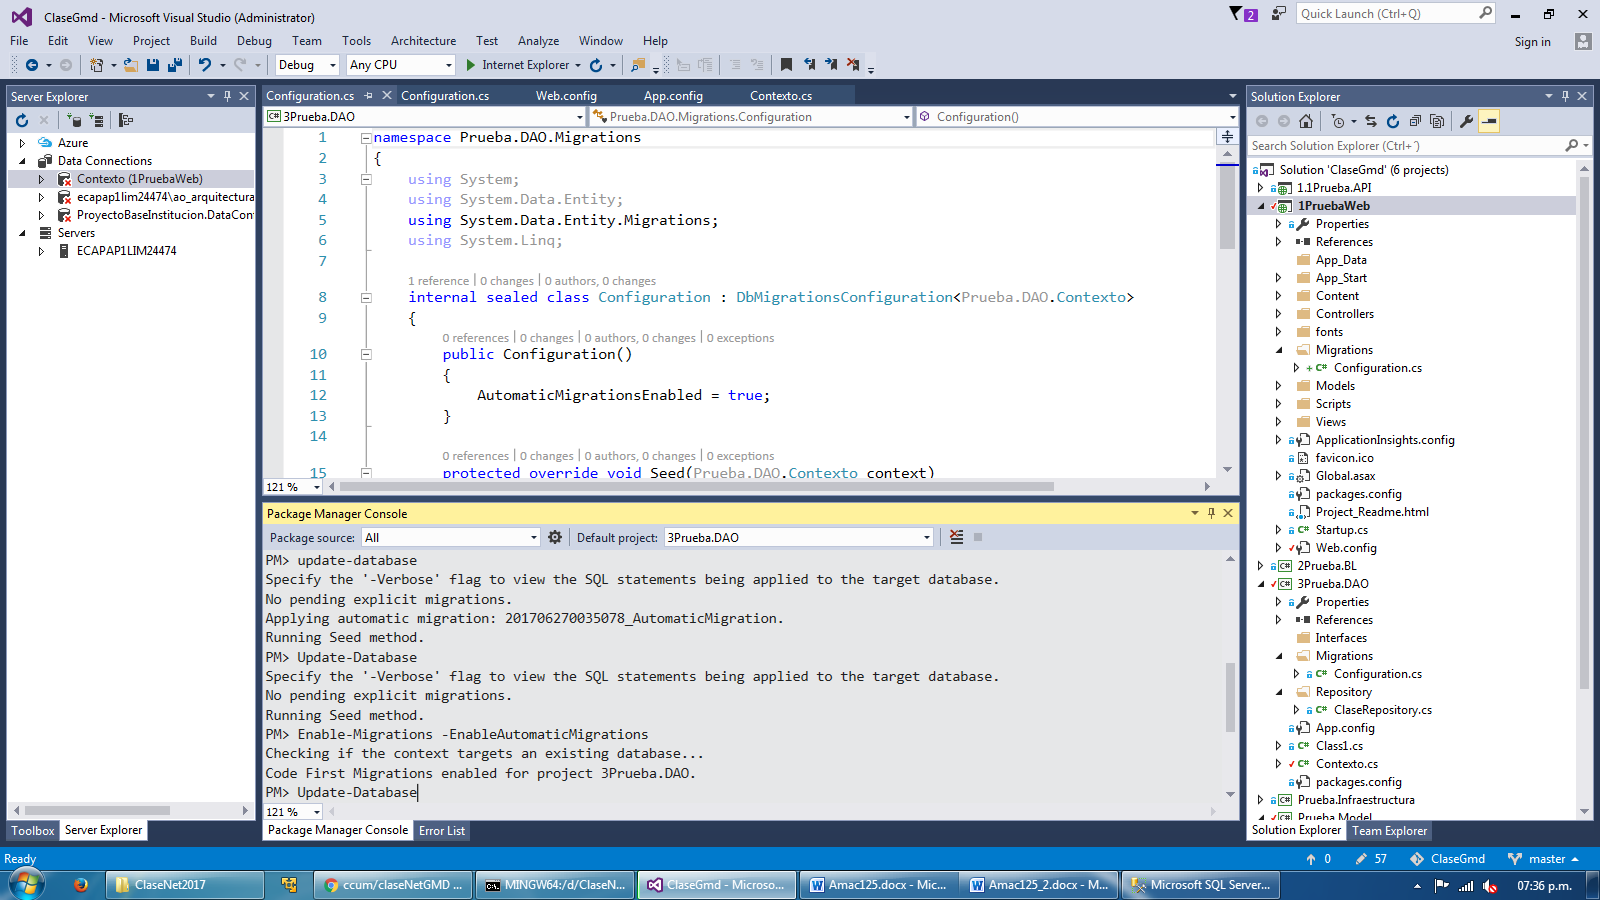 ClaseGmd - Microsoft Visual Studio (Administrator)
2
Quick Launch (Ctrl+Q)
File Edit View Project Build Debug Team Tools Architecture Test Analyze Window Help
Sign in
Debug Any CPU Internet Explorer
Server Explorer
Azure
Data Connections
Contexto (1PruebaWeb)
ecapap1lim24474\ao_arquitectura
ProyectoBaseInstitucion.DataCon
Servers
ECAPAP1LIM24474
Toolbox Server Explorer
Configuration.cs Configuration.cs Web.config App.config Contexto.cs
3Prueba.DAO Prueba.DAO.Migrations.Configuration Configuration()
1 namespace Prueba.DAO.Migrations
2 {
3 using System;
4 using System.Data.Entity;
5 using System.Data.Entity.Migrations;
6 using System.Linq;
7
1 reference | 0 changes | 0 authors, 0 changes
8 internal sealed class Configuration : DbMigrationsConfiguration<Prueba.DAO.Contexto>
9 {
0 references | 0 changes | 0 authors, 0 changes | 0 exceptions
10 public Configuration()
11 {
12 AutomaticMigrationsEnabled = true;
13 }
14
0 references | 0 changes | 0 authors, 0 changes | 0 exceptions
15 protected override void Seed(Prueba.DAO.Contexto context)
121 %
Package Manager Console
Package source: All Default project: 3Prueba.DAO
PM> update-database
Specify the '-Verbose' flag to view the SQL statements being applied to the target database.
No pending explicit migrations.
Applying automatic migration: 201706270035078_AutomaticMigration.
Running Seed method.
PM> Update-Database
Specify the '-Verbose' flag to view the SQL statements being applied to the target database.
No pending explicit migrations.
Running Seed method.
PM> Enable-Migrations -EnableAutomaticMigrations
Checking if the context targets an existing database...
Code First Migrations enabled for project 3Prueba.DAO.
PM> Update-Database
121 %
Package Manager Console Error List
Solution Explorer
Search Solution Explorer (Ctrl+´)
Solution 'ClaseGmd' (6 projects)
1.1Prueba.API
1PruebaWeb
Properties
References
App_Data
App_Start
Content
Controllers
fonts
Migrations
Configuration.cs
Models
Scripts
Views
ApplicationInsights.config
favicon.ico
Global.asax
packages.config
Project_Readme.html
Startup.cs
Web.config
2Prueba.BL
3Prueba.DAO
Properties
References
Interfaces
Migrations
Configuration.cs
Repository
ClaseRepository.cs
App.config
Class1.cs
Contexto.cs
packages.config
Prueba.Infraestructura
Prueba.Model
Solution Explorer Team Explorer
Ready 0 57 ClaseGmd master
ClaseNet2017 ccum/claseNetGMD ... MINGW64:/d/ClaseN... ClaseGmd - Microso... Amac125.docx - Mic... Amac125_2.docx - M... Microsoft SQL Server... 07:36 p.m.